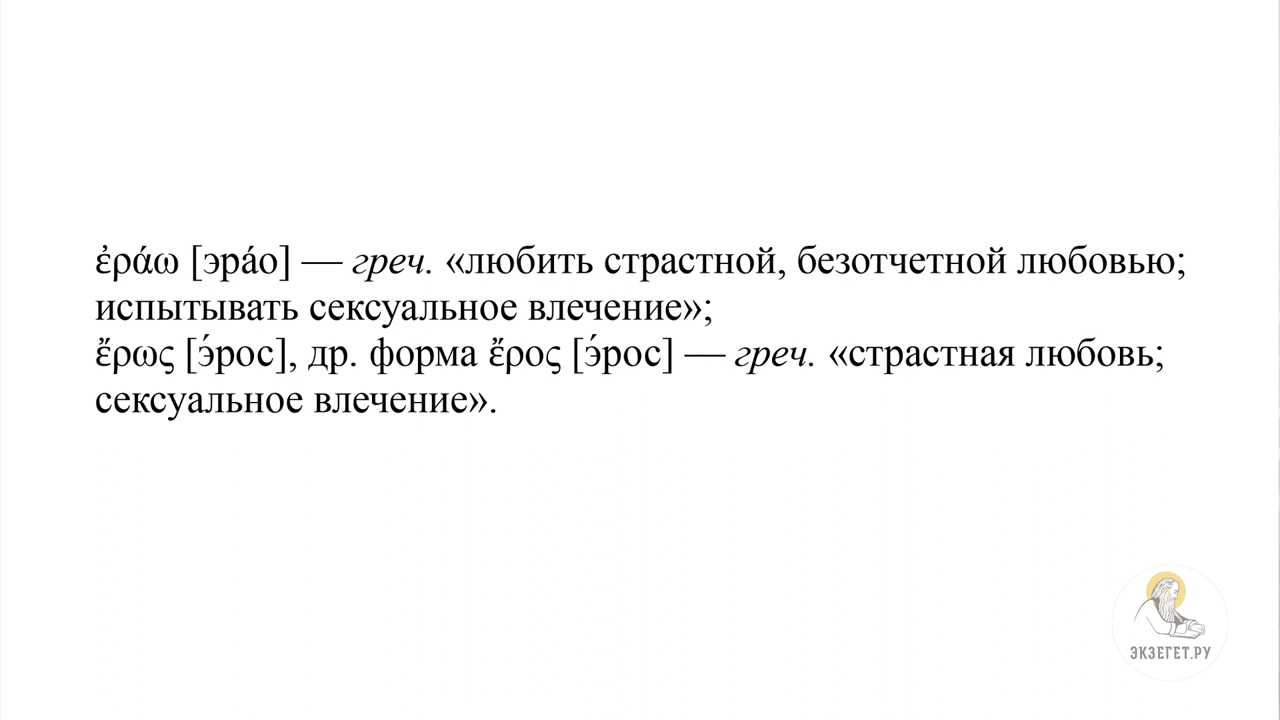 ἐράω [эрáо] — греч. «любить страстной, безотчетной любовью;
испытывать сексуальное влечение»;
ἔρως [э́рос], др. форма ἔρος [э́рос] — греч. «страстная любовь;
сексуальное влечение».
ЭКЗЕГЕТ.РУ